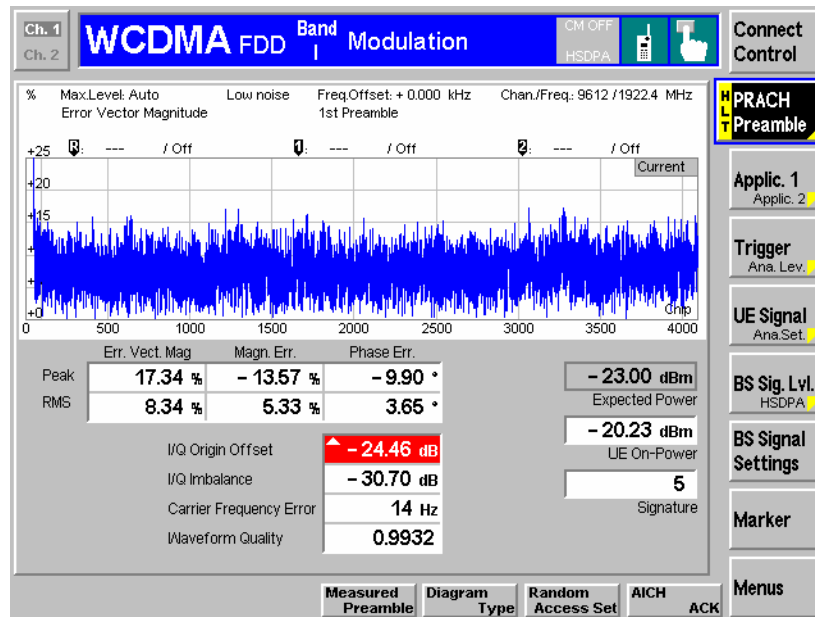 Ch. 1
Ch. 2
WCDMA FDD Band I Modulation
CM OFF
HSDPA
Connect Control
% Max.Level: Auto Low noise Freq.Offset: + 0.000 kHz Chan./Freq.: 9612 / 1922.4 MHz
Error Vector Magnitude 1st Preamble
HLT PRACH Preamble
+25 R: --- / Off 1: --- / Off 2: --- / Off
Current
+20
+15
+0
Chip
0 500 1000 1500 2000 2500 3000 3500 4000
Applic. 1
Applic. 2
Trigger
Ana. Lev.
UE Signal
Ana.Set.
BS Sig. Lvl.
HSDPA
BS Signal Settings
Marker
Menus
Err. Vect. Mag Magn. Err. Phase Err.
Peak 17.34 % – 13.57 % – 9.90 °
RMS 8.34 % 5.33 % 3.65 °
– 23.00 dBm
Expected Power
– 20.23 dBm
UE On-Power
5
Signature
I/Q Origin Offset – 24.46 dB
I/Q Imbalance – 30.70 dB
Carrier Frequency Error 14 Hz
Waveform Quality 0.9932
Measured Preamble
Diagram Type
Random Access Set
AICH ACK